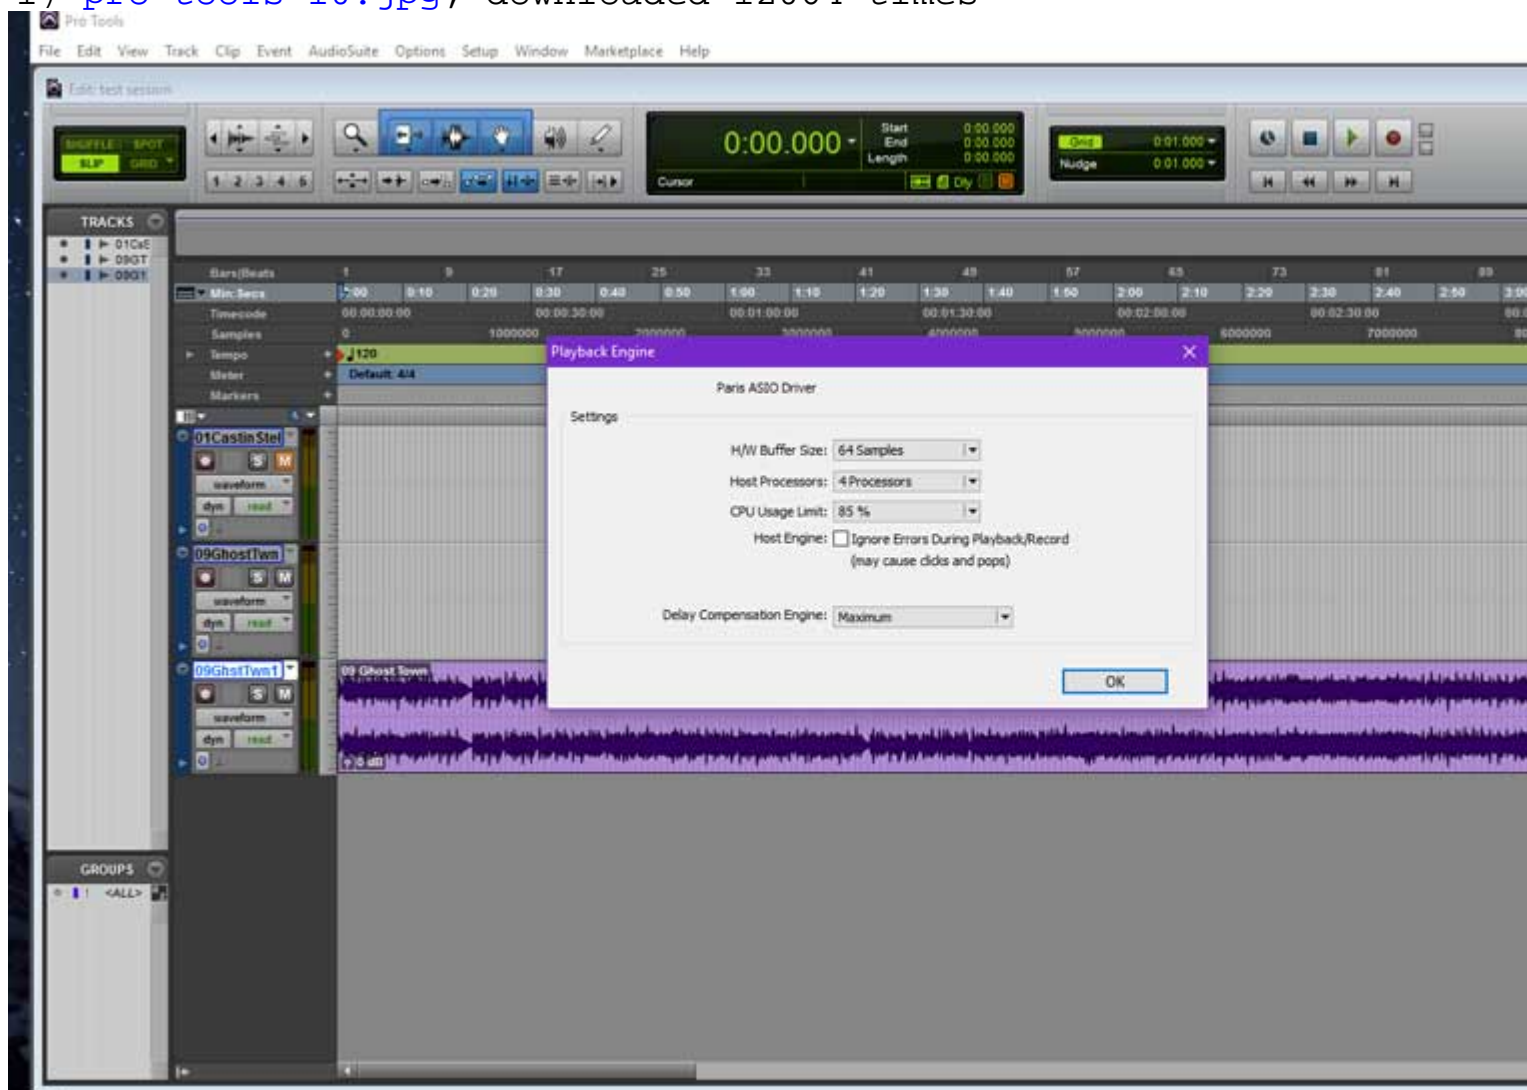 Pro Tools
File Edit View Track Clip Event AudioSuite Options Setup Window Marketplace Help
Edit: test session
SHUFFLE SPOT
SLIP GRID
1 2 3 4 5
0:00.000
Start 0:00.000
End 0:00.000
Length 0:00.000
Cursor
Dly
Grid 0:01.000
Nudge 0:01.000
TRACKS
01CsS
09GT
09G1
Bars|Beats 1 9 17 25 33 41 49 57 65 73 81 89
Min:Secs 0:00 0:10 0:20 0:30 0:40 0:50 1:00 1:10 1:20 1:30 1:40 1:50 2:00 2:10 2:20 2:30 2:40 2:50
Timecode 00:00:00:00 00:00:30:00 00:01:00:00 00:01:30:00 00:02:00:00 00:02:30:00
Samples 0 1000000 2000000 3000000 4000000 5000000 6000000 7000000
Tempo 120
Meter Default: 4/4
Markers
Playback Engine
Paris ASIO Driver
Settings
H/W Buffer Size: 64 Samples
Host Processors: 4 Processors
CPU Usage Limit: 85 %
Host Engine: Ignore Errors During Playback/Record
(may cause clicks and pops)
Delay Compensation Engine: Maximum
OK
01CastinStel
S M
waveform
dyn read
09GhostTwn
S M
waveform
dyn read
09GhstTwn1
S M
waveform
dyn read
09 Ghost Town
0 dB
GROUPS
! <ALL>